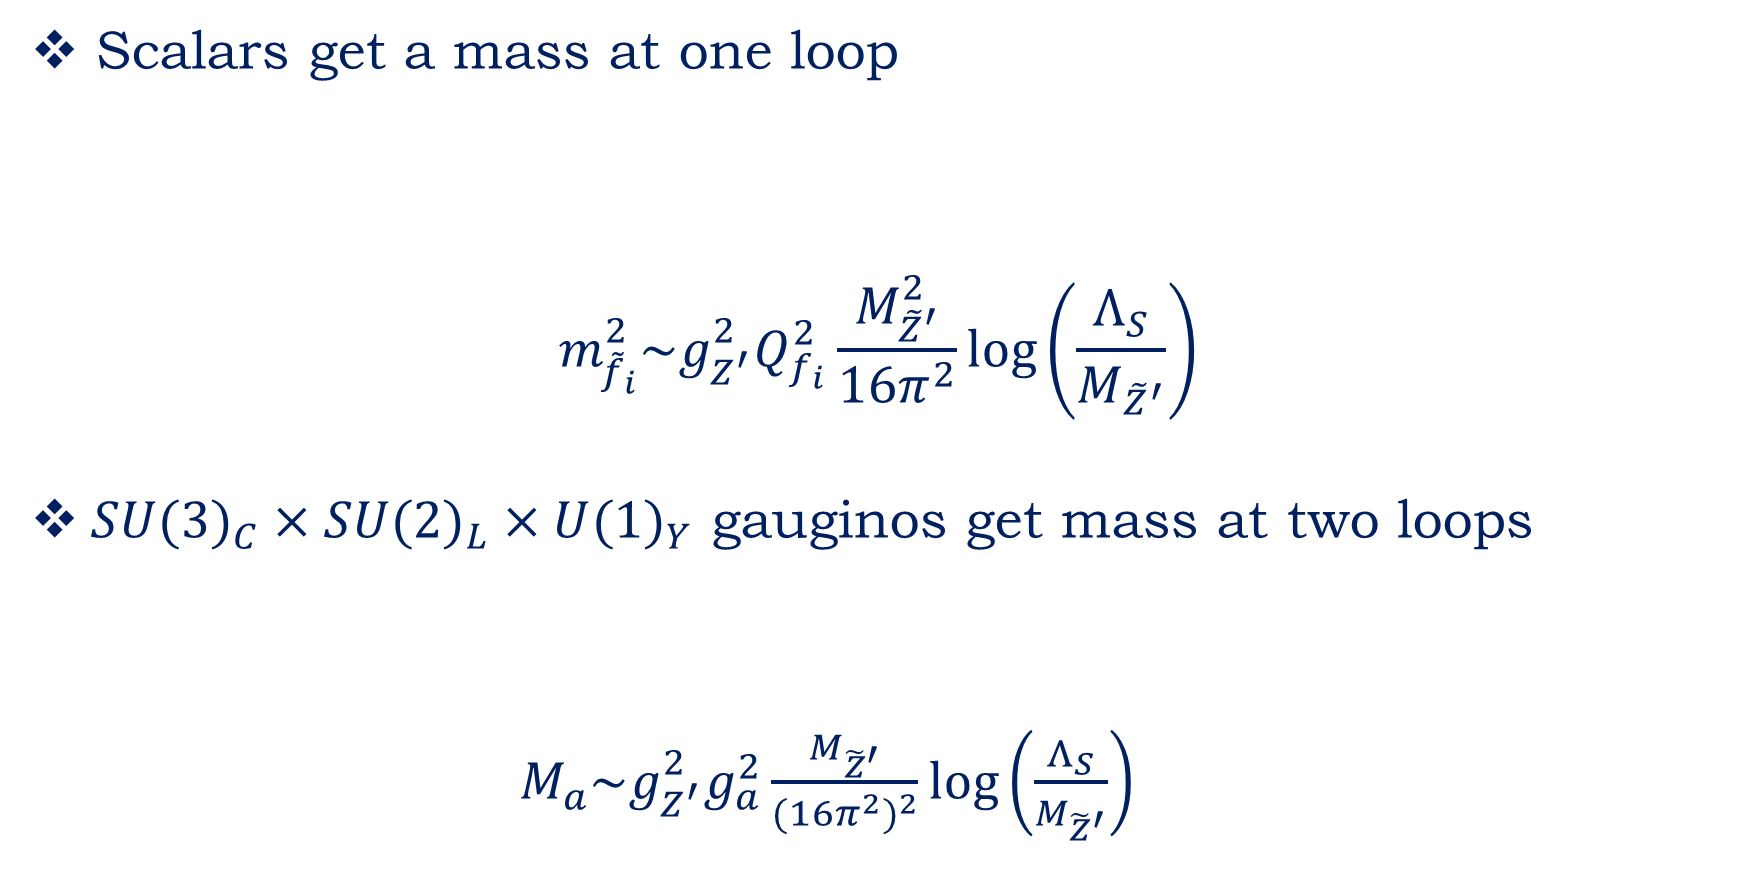 ❖ Scalars get a mass at one loop
$m_{\tilde{f}_i}^2 \sim g_{Z'}^2 Q_{f_i}^2 \frac{M_{\tilde{Z}'}^2}{16\pi^2} \log\left(\frac{\Lambda_S}{M_{\tilde{Z}'}}\right)$
❖ $SU(3)_C \times SU(2)_L \times U(1)_Y$ gauginos get mass at two loops
$M_a \sim g_{Z'}^2 g_a^2 \frac{M_{\tilde{Z}'}}{(16\pi^2)^2} \log\left(\frac{\Lambda_S}{M_{\tilde{Z}'}}\right)$